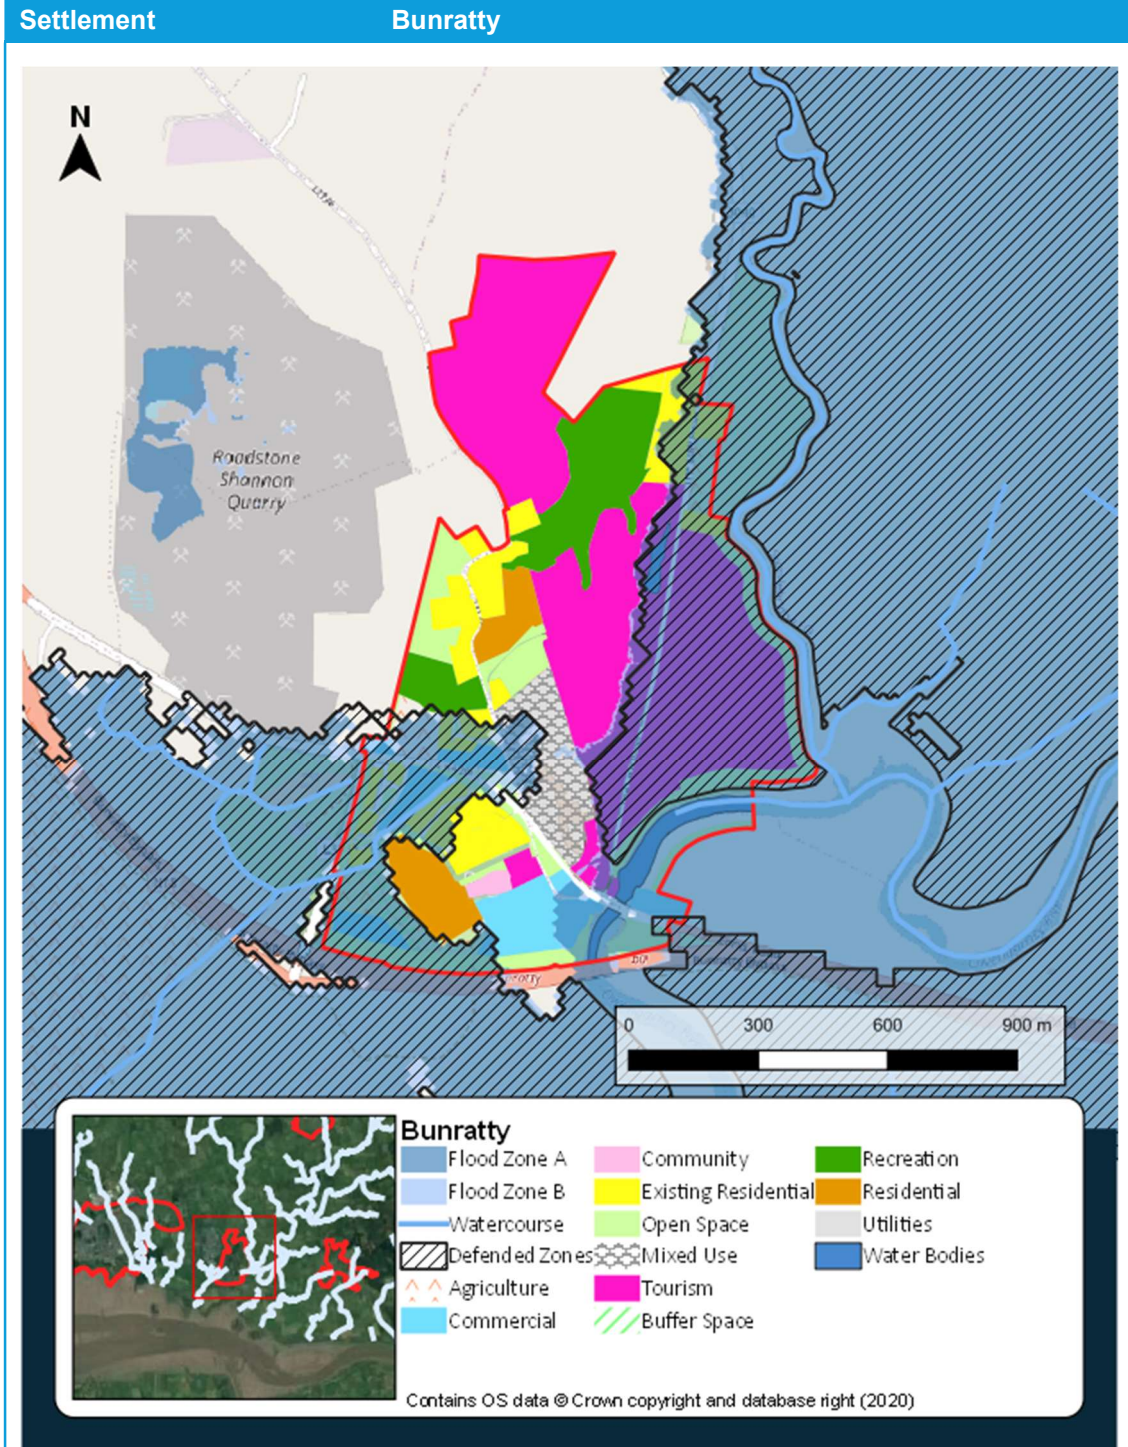 Settlement Bunratty
N
Roadstone
Shannon
Quarry
0 300 600 900 m
Bunratty
Flood Zone A
Flood Zone B
Watercourse
Defended Zones
Agriculture
Commercial
Community
Existing Residential
Open Space
Mixed Use
Tourism
Buffer Space
Recreation
Residential
Utilities
Water Bodies
Contains OS data © Crown copyright and database right (2020)